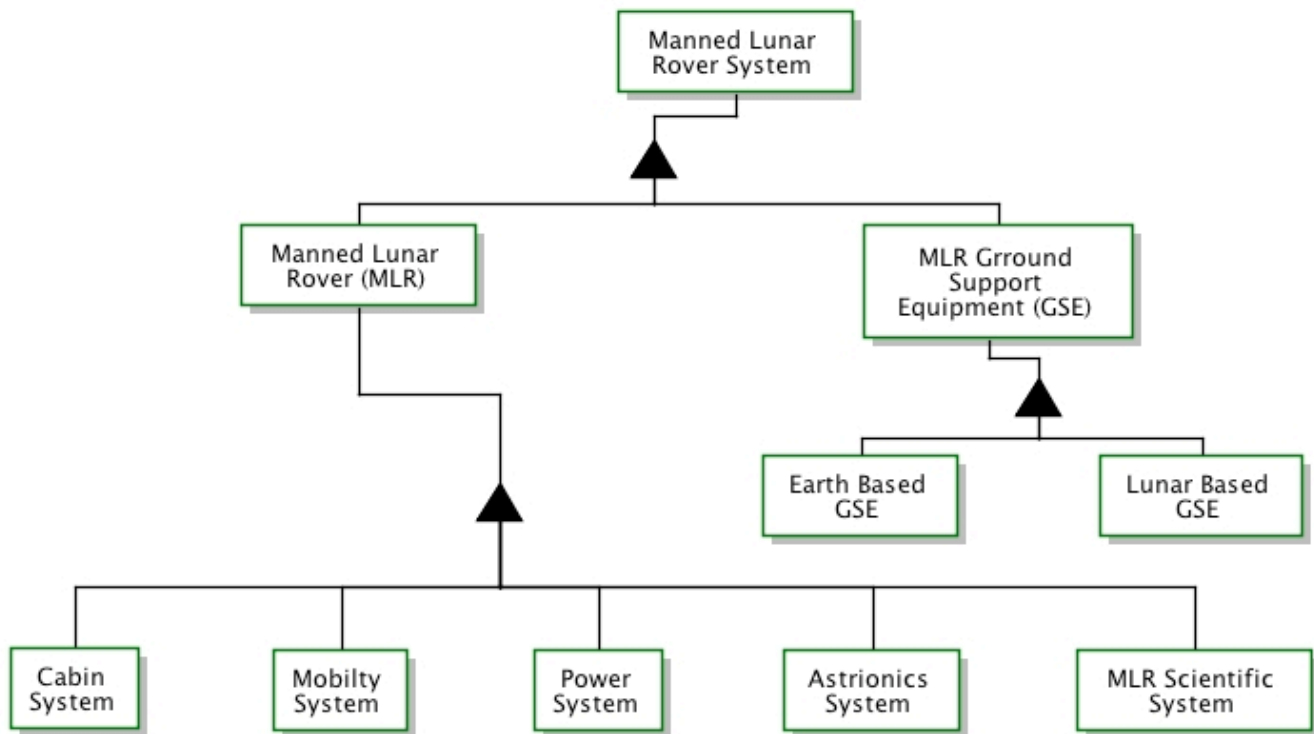 Manned Lunar
Rover System
Manned Lunar
Rover (MLR)
MLR Grround
Support
Equipment (GSE)
Earth Based
GSE
Lunar Based
GSE
Cabin
System
Mobilty
System
Power
System
Astrionics
System
MLR Scientific
System